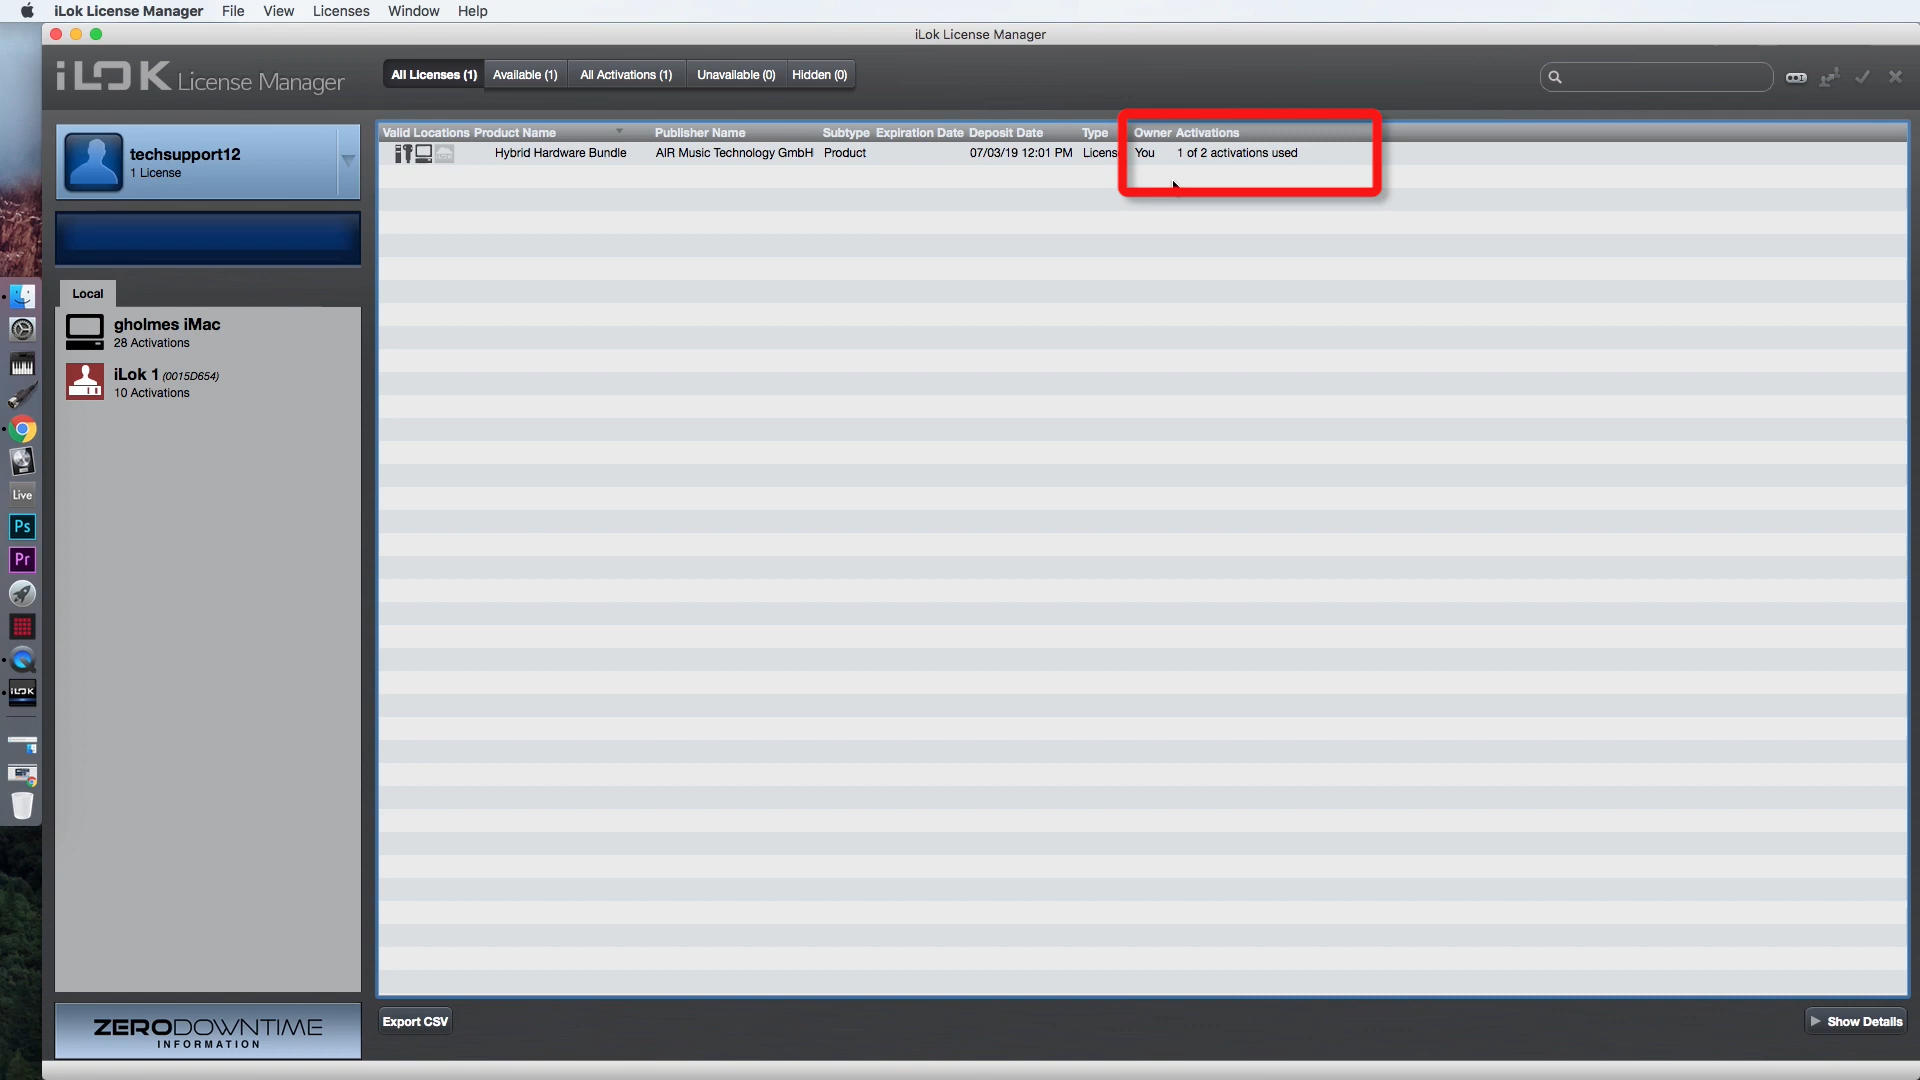 iLok License Manager File View Licenses Window Help
iLok License Manager
iLOK License Manager
All Licenses (1) Available (1) All Activations (1) Unavailable (0) Hidden (0)
techsupport12
1 License
Local
gholmes iMac
28 Activations
iLok 1 (0015D654)
10 Activations
Valid Locations Product Name Publisher Name Subtype Expiration Date Deposit Date Type Owner Activations
Hybrid Hardware Bundle AIR Music Technology GmbH Product 07/03/19 12:01 PM Licens You 1 of 2 activations used
Live
Ps
Pr
iLOK
ZERODOWNTIME
INFORMATION
Export CSV
Show Details